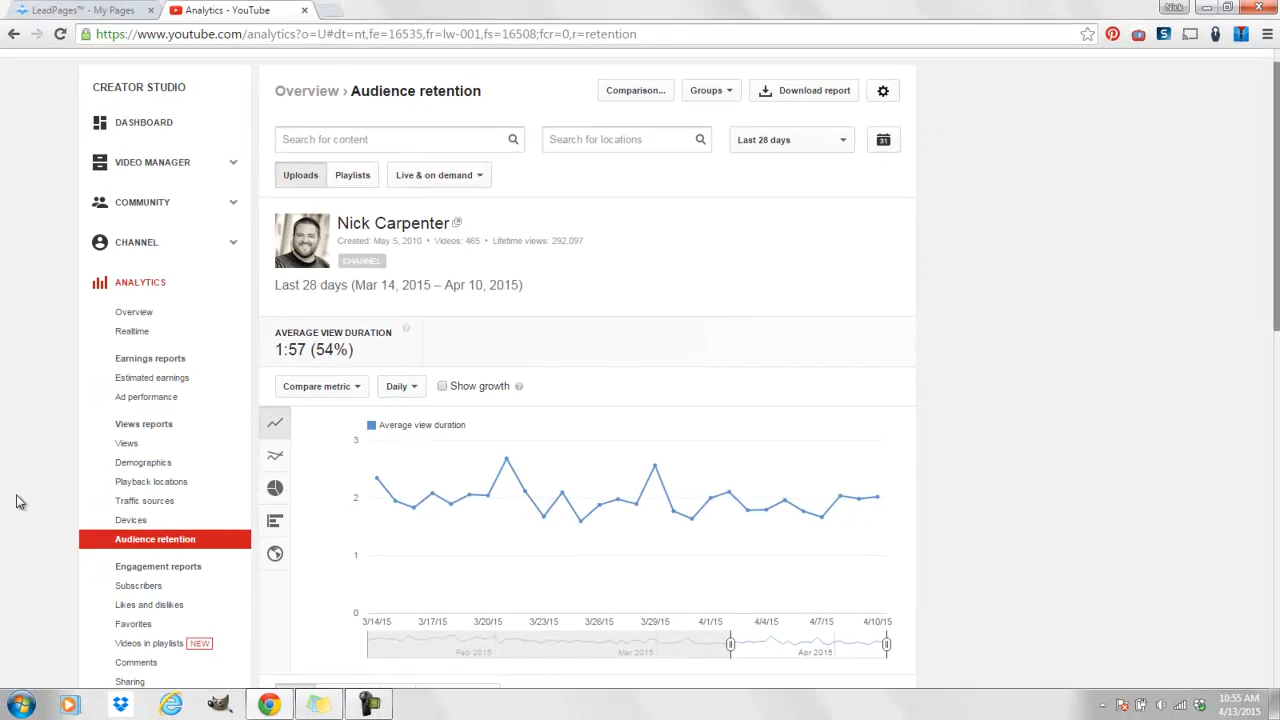 LeadPages™ - My Pages
Analytics - YouTube
Nick
https://www.youtube.com/analytics?o=U#dt=nt,fe=16535,fr=lw-001,fs=16508;fcr=0,r=retention
CREATOR STUDIO
DASHBOARD
VIDEO MANAGER
COMMUNITY
CHANNEL
ANALYTICS
Overview
Realtime
Earnings reports
Estimated earnings
Ad performance
Views reports
Views
Demographics
Playback locations
Traffic sources
Devices
Audience retention
Engagement reports
Subscribers
Likes and dislikes
Favorites
Videos in playlists NEW
Comments
Sharing
Overview › Audience retention
Comparison... Groups Download report
Search for content Search for locations Last 28 days 31
Uploads Playlists Live & on demand
Nick Carpenter
Created: May 5, 2010 • Videos: 465 • Lifetime views: 292,097
CHANNEL
Last 28 days (Mar 14, 2015 – Apr 10, 2015)
AVERAGE VIEW DURATION ?
1:57 (54%)
Compare metric Daily Show growth ?
Average view duration
3
2
1
0
3/14/15 3/17/15 3/20/15 3/23/15 3/26/15 3/29/15 4/1/15 4/4/15 4/7/15 4/10/15
Feb 2015 Mar 2015 Apr 2015
10:55 AM
4/13/2015